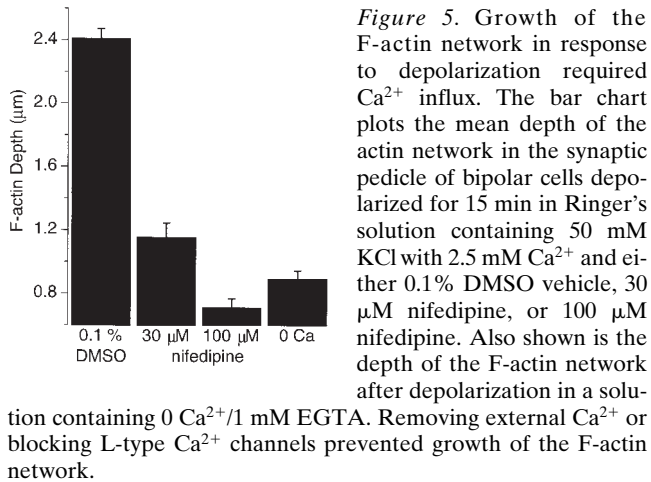 2.4
2.0
1.6
1.2
0.8
F-actin Depth (μm)
0.1 %
DMSO
30 μM
100 μM
nifedipine
0 Ca
Figure 5. Growth of the
F-actin network in response
to depolarization required
Ca²⁺ influx. The bar chart
plots the mean depth of the
actin network in the synaptic
pedicle of bipolar cells depo-
larized for 15 min in Ringer's
solution containing 50 mM
KCl with 2.5 mM Ca²⁺ and ei-
ther 0.1% DMSO vehicle, 30
μM nifedipine, or 100 μM
nifedipine. Also shown is the
depth of the F-actin network
after depolarization in a solu-
tion containing 0 Ca²⁺/1 mM EGTA. Removing external Ca²⁺ or
blocking L-type Ca²⁺ channels prevented growth of the F-actin
network.